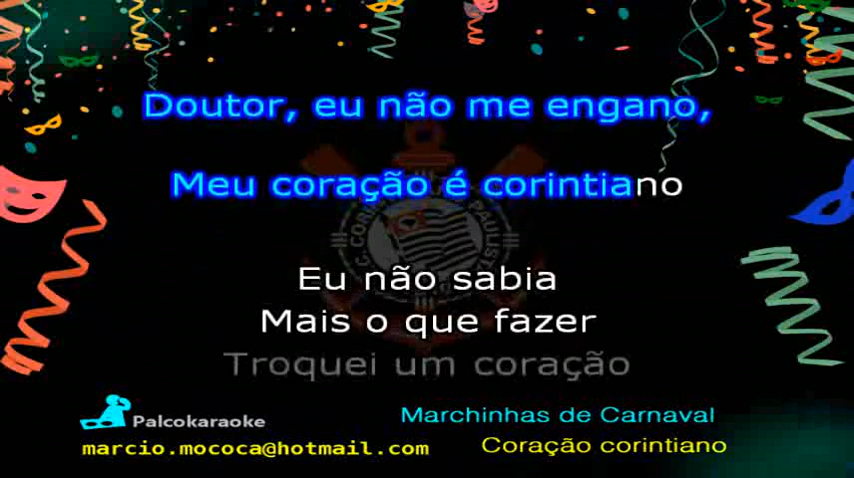 Doutor, eu não me engano,
Meu coração é corintiano
Eu não sabia
Mais o que fazer
Troquei um coração
Palcokaraoke
Marchinhas de Carnaval
marcio.mococa@hotmail.com
Coração corintiano